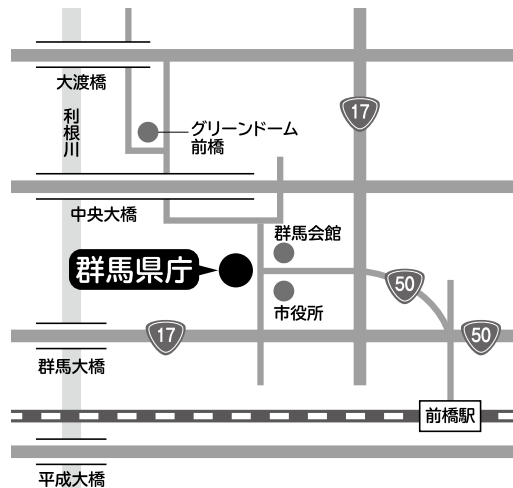 大渡橋
利根川
グリーンドーム
前橋
17
中央大橋
群馬会館
群馬県庁
50
市役所
17
50
群馬大橋
前橋駅
平成大橋